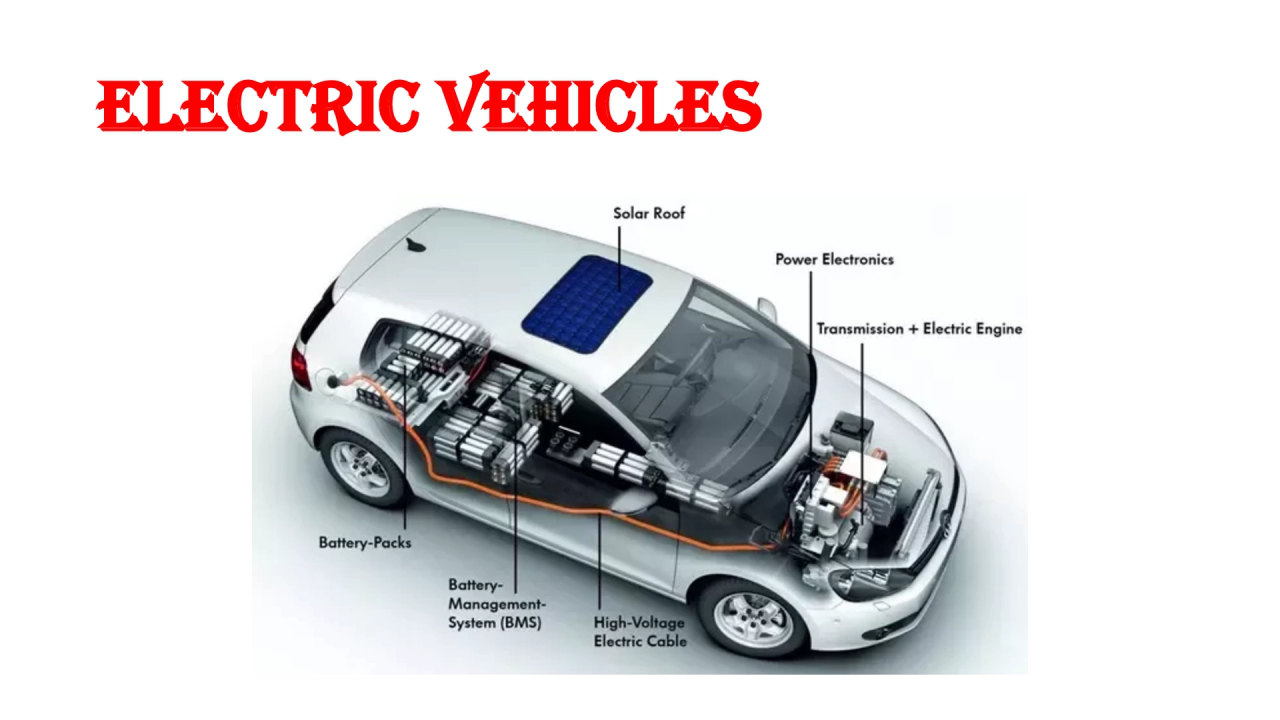 ELECTRIC VEHICLES
Solar Roof
Power Electronics
Transmission + Electric Engine
Battery-Packs
Battery-
Management-
System (BMS)
High-Voltage
Electric Cable